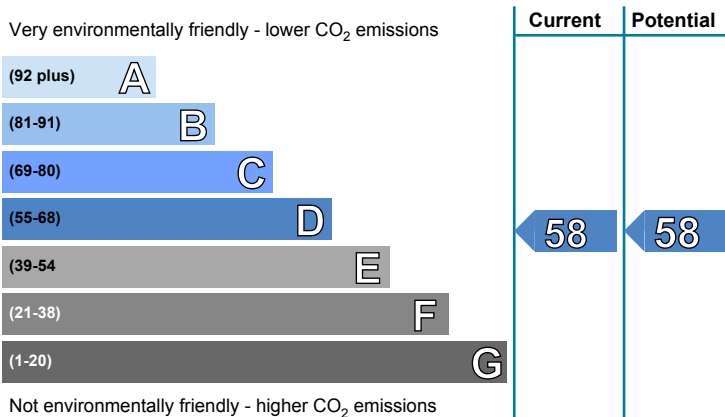 Current Potential
Very environmentally friendly - lower CO2 emissions
(92 plus) A
(81-91) B
(69-80) C
(55-68) D
58 58
(39-54 E
(21-38) F
(1-20) G
Not environmentally friendly - higher CO2 emissions